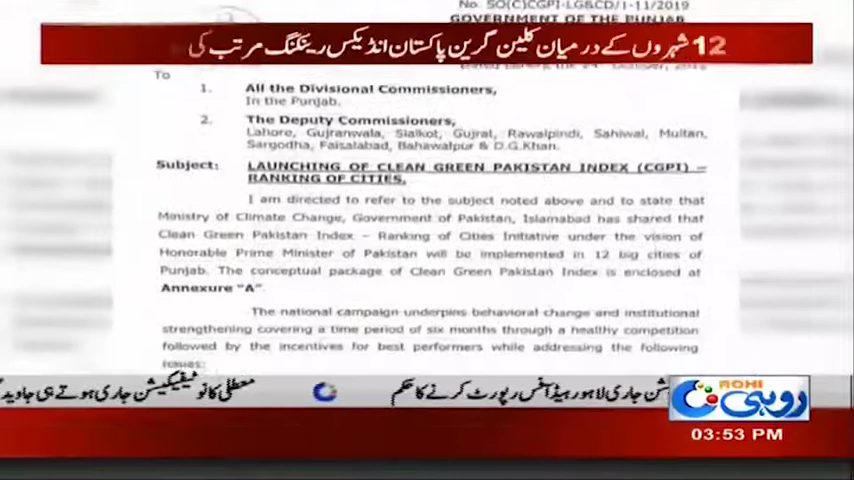 No. SO(C)CGPI-LG&CD/1-11/2019
GOVERNMENT OF THE PUNJAB
12 شہروں کے درمیان کلین گرین پاکستان انڈیکس رینکنگ مرتب کی
To
1. All the Divisional Commissioners,
In the Punjab.
2. The Deputy Commissioners,
Lahore, Gujranwala, Sialkot, Gujrat, Rawalpindi, Sahiwal, Multan,
Sargodha, Faisalabad, Bahawalpur & D.G.Khan.
Subject: LAUNCHING OF CLEAN GREEN PAKISTAN INDEX (CGPI) –
RANKING OF CITIES.
I am directed to refer to the subject noted above and to state that
Ministry of Climate Change, Government of Pakistan, Islamabad has shared that
Clean Green Pakistan Index – Ranking of Cities Initiative under the vision of
Honorable Prime Minister of Pakistan will be implemented in 12 big cities of
Punjab. The conceptual package of Clean Green Pakistan Index is enclosed at
Annexure "A".
The national campaign underpins behavioral change and institutional
strengthening covering a time period of six months through a healthy competition
followed by the incentives for best performers while addressing the following
issues:
شن جاری لاہور ہیڈ آفس رپورٹ کرنے کا حکم
معطلی کا نوٹیفکیشن جاری ہوتے ہی جاوید
ROHI
روہی
03:53 PM